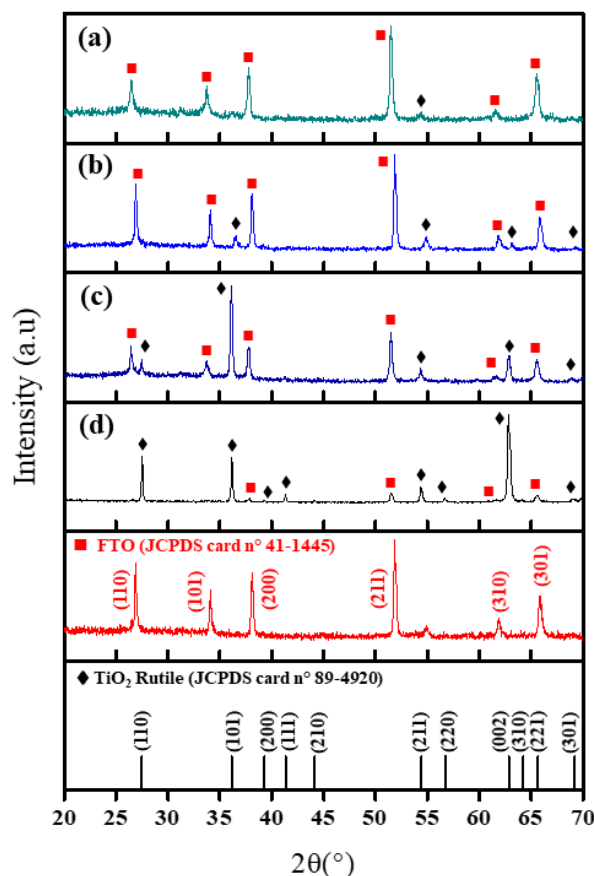 (a)
(b)
(c)
(d)
Intensity (a.u)
FTO (JCPDS card n° 41-1445)
(110)
(101)
(200)
(211)
(310)
(301)
TiO₂ Rutile (JCPDS card n° 89-4920)
(110)
(101)
(200)
(111)
(210)
(211)
(220)
(002)
(310)
(221)
(301)
20 25 30 35 40 45 50 55 60 65 70
2θ(°)